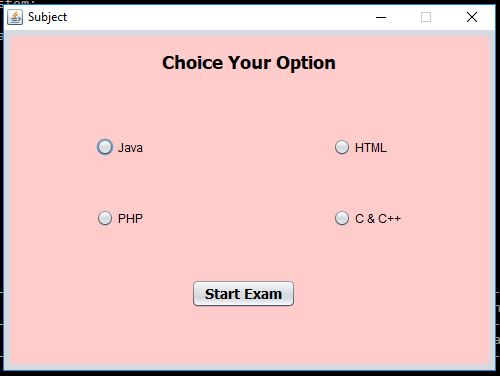 Subject
Choice Your Option
Java
HTML
PHP
C & C++
Start Exam